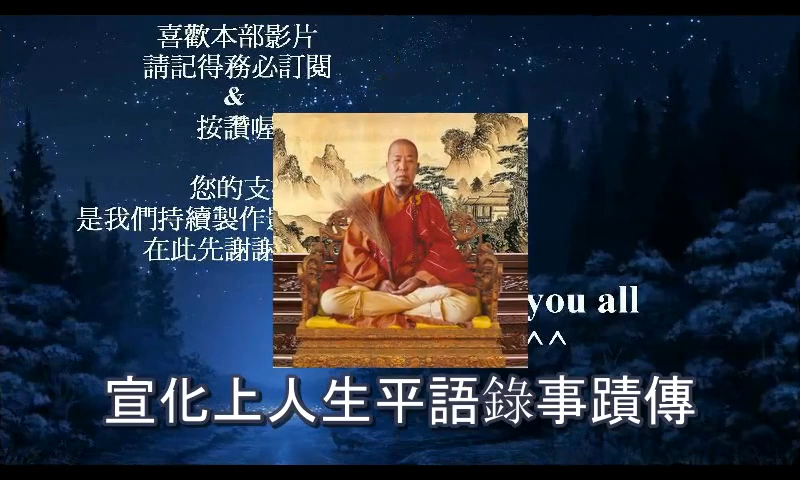 喜歡本部影片
請記得務必訂閱
&
按讚喔
您的支
是我們持續製作
在此先謝謝
you all
^^
宣化上人生平語錄事蹟傳